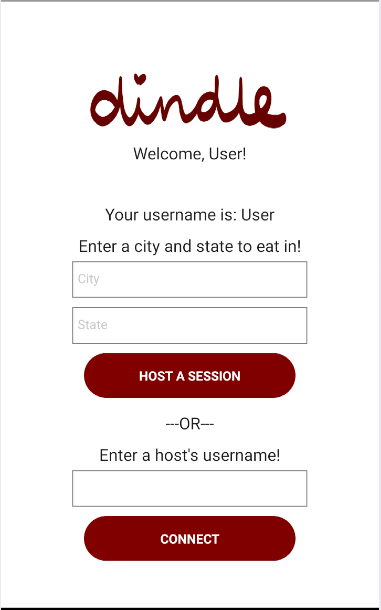 dindle
Welcome, User!
Your username is: User
Enter a city and state to eat in!
City
State
HOST A SESSION
---OR---
Enter a host's username!
CONNECT